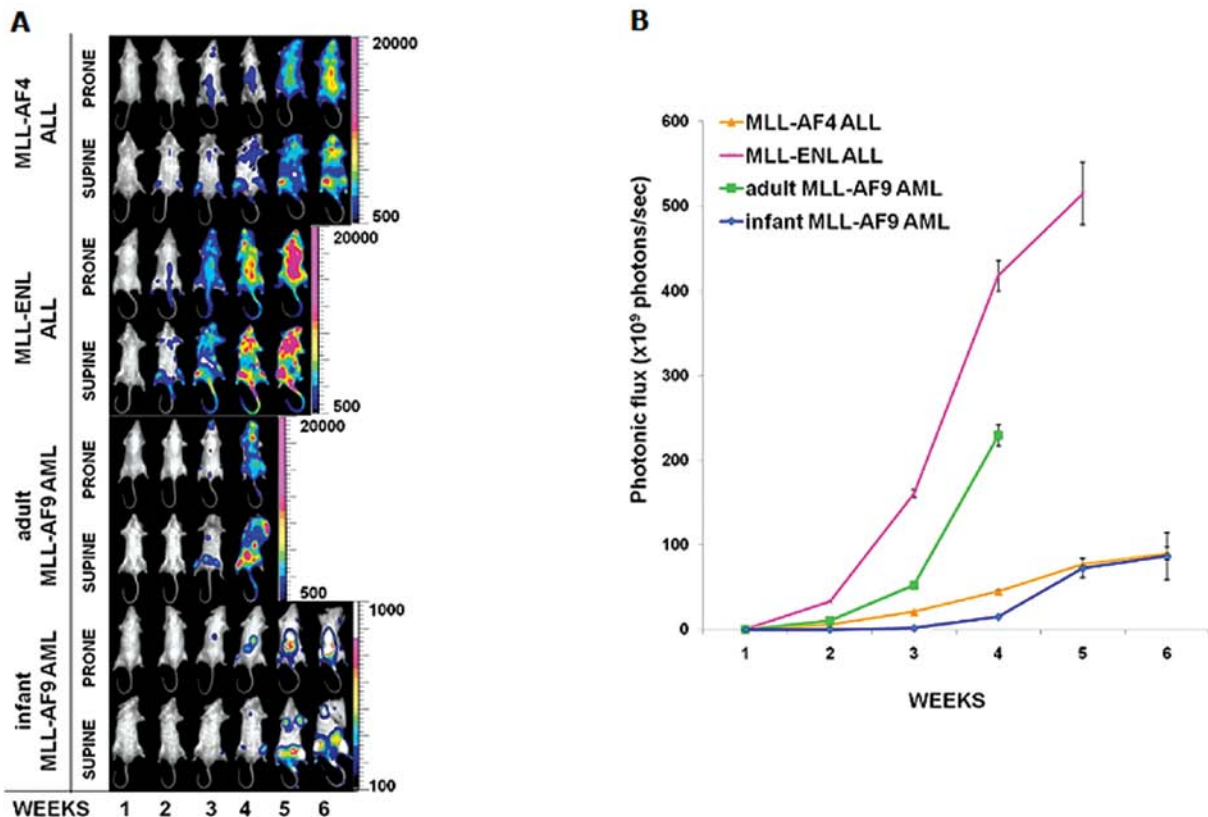 A
MLL-AF4
ALL
PRONE
SUPINE
20000
500
MLL-ENL
ALL
PRONE
SUPINE
20000
500
adult
MLL-AF9 AML
PRONE
SUPINE
20000
500
infant
MLL-AF9 AML
PRONE
SUPINE
1000
100
WEEKS 1 2 3 4 5 6
B
MLL-AF4 ALL
MLL-ENL ALL
adult MLL-AF9 AML
infant MLL-AF9 AML
Photonic flux (x10⁹ photons/sec)
600
500
400
300
200
100
0
1 2 3 4 5 6
WEEKS